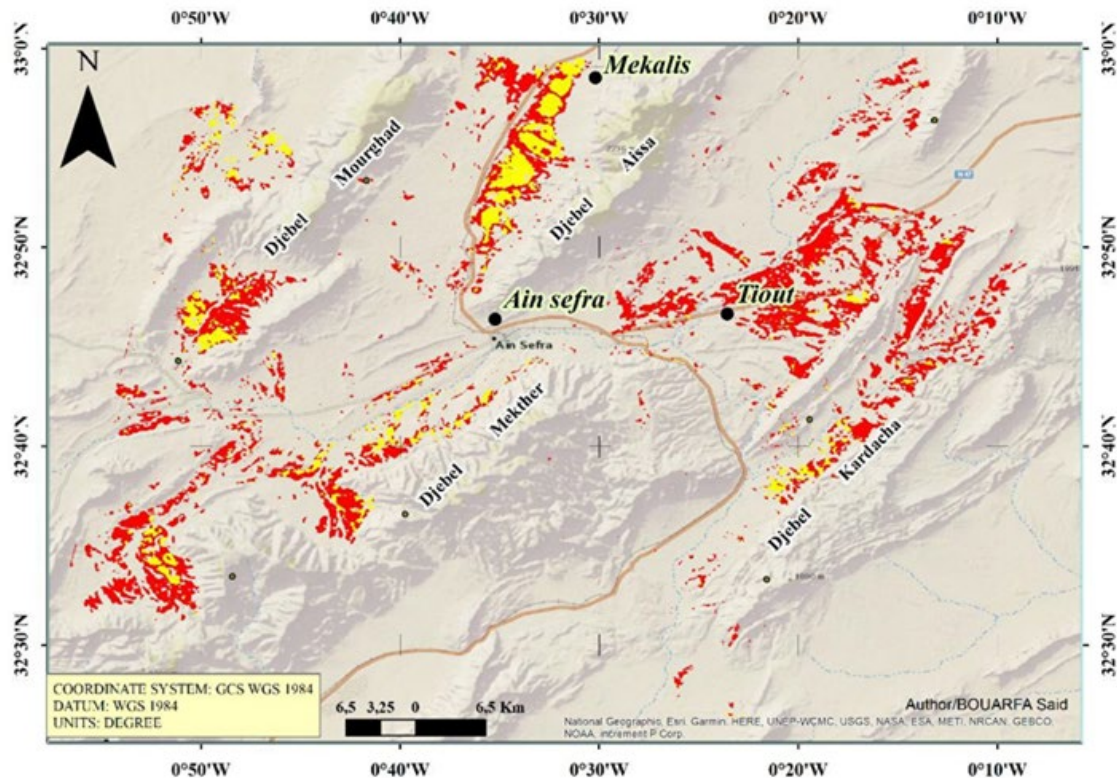 0°50'W 0°40'W 0°30'W 0°20'W 0°10'W
33°0'N
33°0'N
N
Mekalis
Djebel Mourghad
Djebel Aissa
32°50'N
32°50'N
Ain sefra
Tiout
Ain Sefra
Djebel Mekther
Djebel Kardacha
32°40'N
32°40'N
32°30'N
32°30'N
COORDINATE SYSTEM: GCS WGS 1984
DATUM: WGS 1984
UNITS: DEGREE
6,5 3,25 0 6,5 Km
Author/BOUARFA Said
National Geographic, Esri, Garmin, HERE, UNEP-WCMC, USGS, NASA, ESA, METI, NRCAN, GEBCO,
NOAA, increment P Corp.
0°50'W 0°40'W 0°30'W 0°20'W 0°10'W